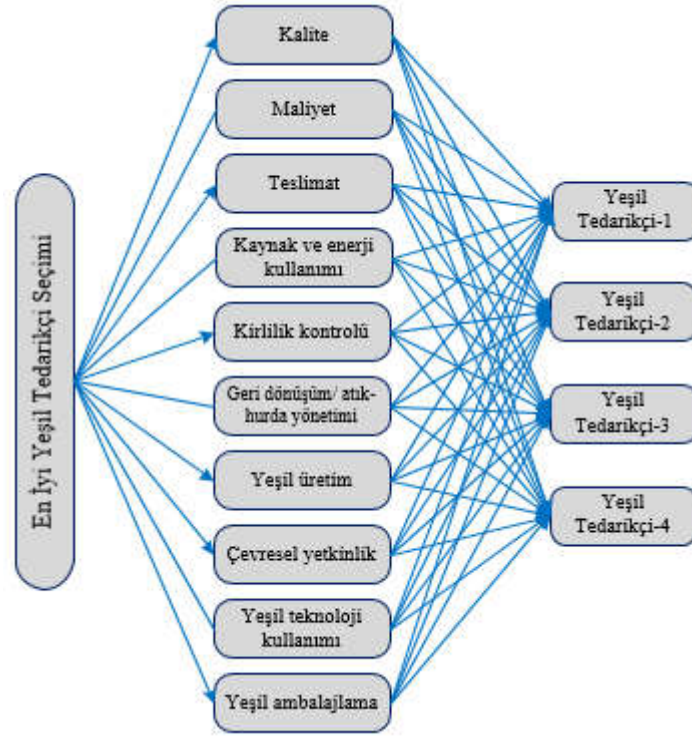 En İyi Yeşil Tedarikçi Seçimi
Kalite
Maliyet
Teslimat
Kaynak ve enerji
kullanımı
Kirlilik kontrolü
Geri dönüşüm/ atık-
hurda yönetimi
Yeşil üretim
Çevresel yetkinlik
Yeşil teknoloji
kullanımı
Yeşil ambalajlama
Yeşil
Tedarikçi-1
Yeşil
Tedarikçi-2
Yeşil
Tedarikçi-3
Yeşil
Tedarikçi-4